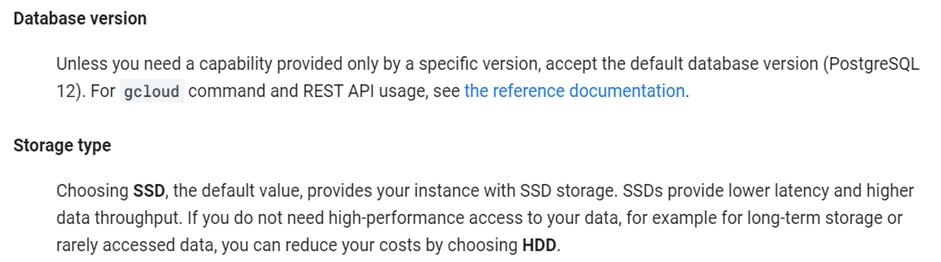 Database version
Unless you need a capability provided only by a specific version, accept the default database version (PostgreSQL
12). For gcloud command and REST API usage, see the reference documentation.
Storage type
Choosing SSD, the default value, provides your instance with SSD storage. SSDs provide lower latency and higher
data throughput. If you do not need high-performance access to your data, for example for long-term storage or
rarely accessed data, you can reduce your costs by choosing HDD.